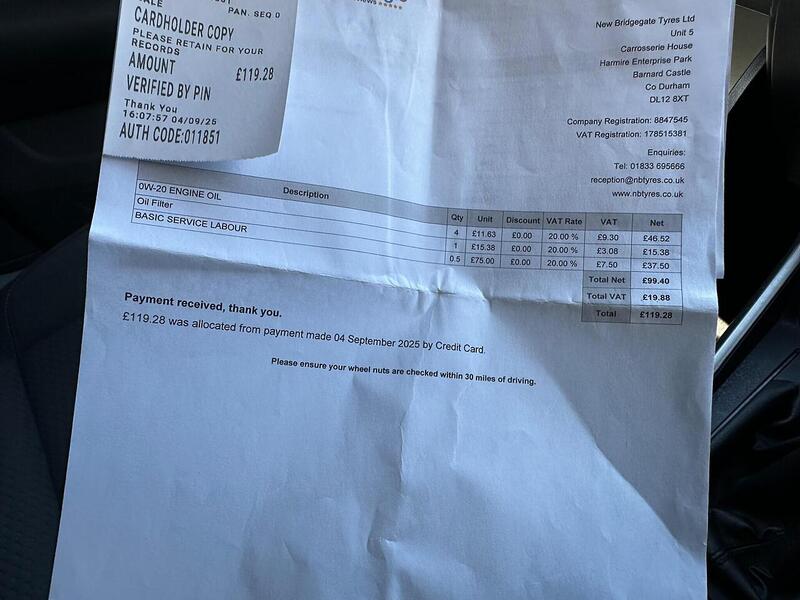 PAN. SEQ 0
CARDHOLDER COPY
PLEASE RETAIN FOR YOUR
RECORDS
AMOUNT £119.28
VERIFIED BY PIN
Thank You
16:07:57 04/09/25
AUTH CODE:011851
New Bridgegate Tyres Ltd
Unit 5
Carrosserie House
Harmire Enterprise Park
Barnard Castle
Co Durham
DL12 8XT
Company Registration: 8847545
VAT Registration: 178515381
Enquiries:
Tel: 01833 695666
reception@nbtyres.co.uk
www.nbtyres.co.uk
Description Qty Unit Discount VAT Rate VAT Net
0W-20 ENGINE OIL 4 £11.63 £0.00 20.00 % £9.30 £46.52
Oil Filter 1 £15.38 £0.00 20.00 % £3.08 £15.38
BASIC SERVICE LABOUR 0.5 £75.00 £0.00 20.00 % £7.50 £37.50
Total Net £99.40
Total VAT £19.88
Total £119.28
Payment received, thank you.
£119.28 was allocated from payment made 04 September 2025 by Credit Card.
Please ensure your wheel nuts are checked within 30 miles of driving.